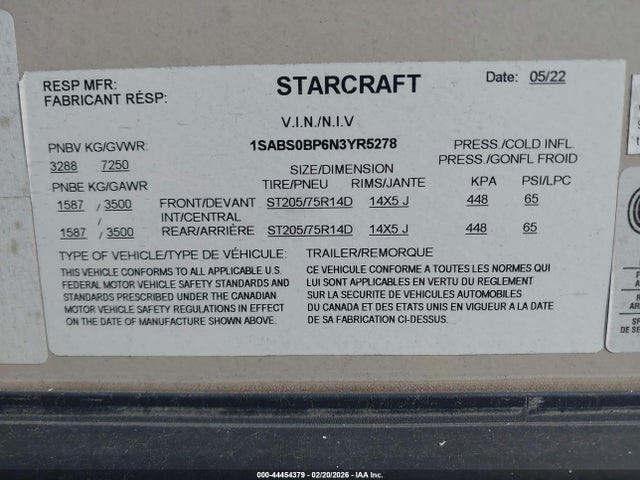 RESP MFR: STARCRAFT Date: 05/22
FABRICANT RÉSP:
V.I.N./N.I.V
PNBV KG/GVWR: 1SABS0BP6N3YR5278 PRESS./COLD INFL
3288 7250 SIZE/DIMENSION PRESS./GONFL FROID
PNBE KG/GAWR TIRE/PNEU RIMS/JANTE KPA PSI/LPC
1587 / 3500 FRONT/DEVANT ST205/75R14D 14X5 J 448 65
/ INT/CENTRAL
1587 / 3500 REAR/ARRIÈRE ST205/75R14D 14X5 J 448 65
TYPE OF VEHICLE/TYPE DE VÉHICULE: TRAILER/REMORQUE
THIS VEHICLE CONFORMS TO ALL APPLICABLE U.S.
FEDERAL MOTOR VEHICLE SAFETY STANDARDS AND
STANDARDS PRESCRIBED UNDER THE CANADIAN
MOTOR VEHICLE SAFETY REGULATIONS IN EFFECT
ON THE DATE OF MANUFACTURE SHOWN ABOVE.
CE VEHICULE CONFORME A TOUTES LES NORMES QUI
LUI SONT APPLICABLES EN VERTU DU REGLEMENT
SUR LA SECURITE DE VEHICULES AUTOMOBILES
DU CANADA ET DES ETATS UNIS EN VIGUEUR A LA DATE
DE SA FABRICATION CI-DESSUS.
000-44454379 - 02/20/2026 - IAA Inc.